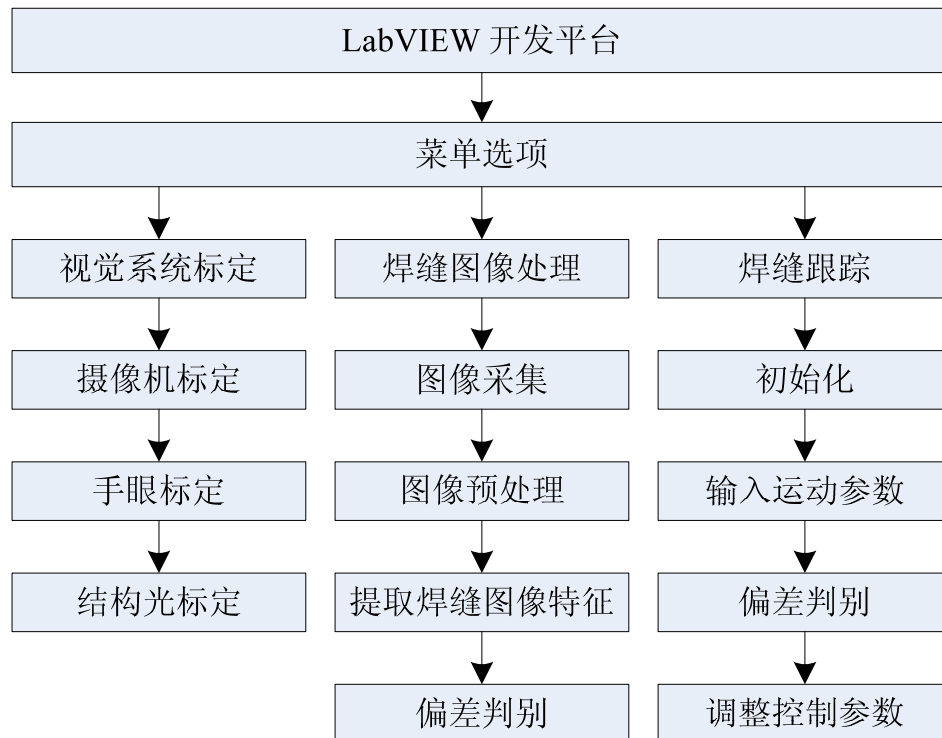 LabVIEW 开发平台
菜单选项
视觉系统标定
焊缝图像处理
焊缝跟踪
摄像机标定
图像采集
初始化
手眼标定
图像预处理
输入运动参数
结构光标定
提取焊缝图像特征
偏差判别
偏差判别
调整控制参数